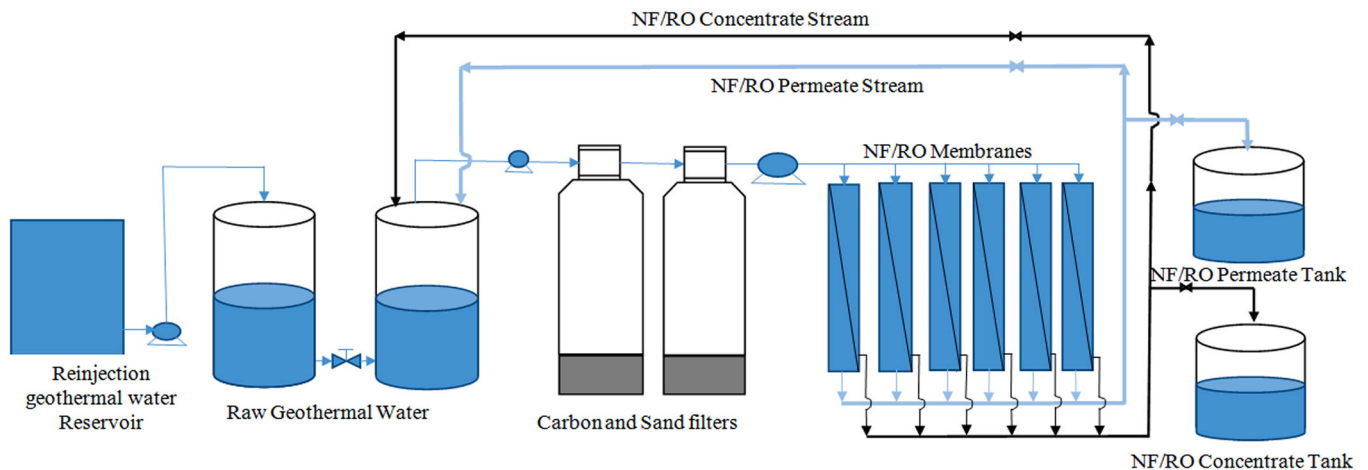 NF/RO Concentrate Stream
NF/RO Permeate Stream
NF/RO Membranes
NF/RO Permeate Tank
Reinjection
geothermal water
Reservoir
Raw Geothermal Water
Carbon and Sand filters
NF/RO Concentrate Tank